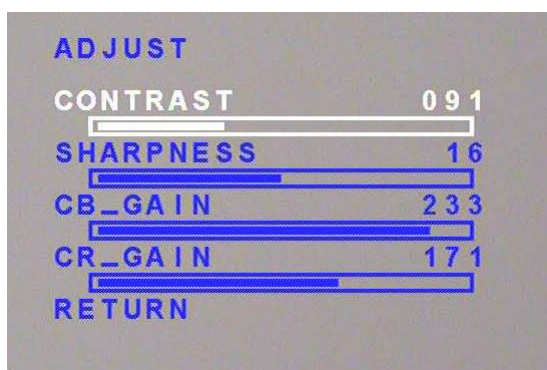 ADJUST
CONTRAST 091
SHARPNESS 16
CB_GAIN 233
CR_GAIN 171
RETURN